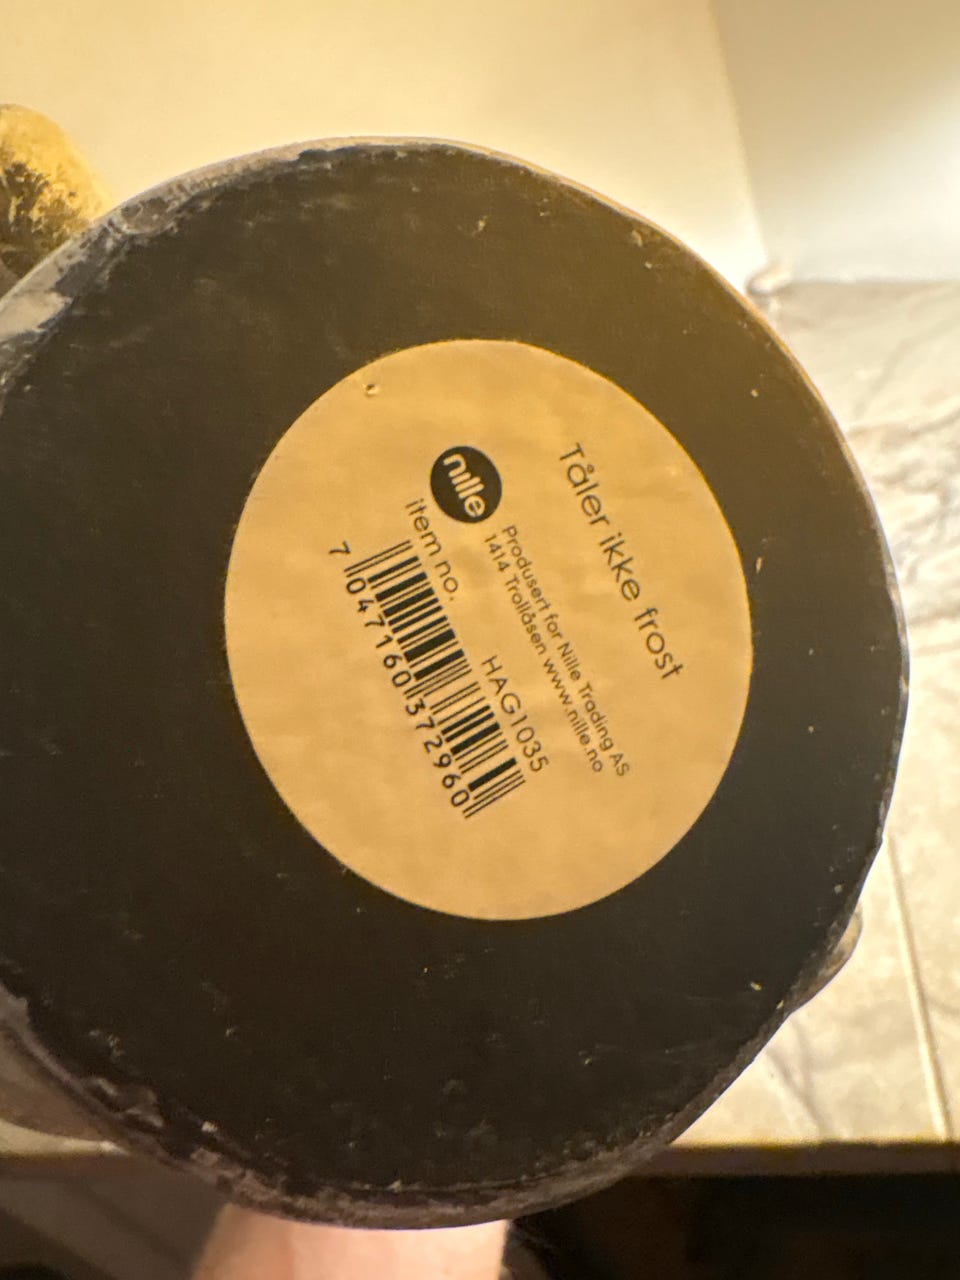 Tåler ikke frost
Produsert for Nille Trading AS
1414 Trollåsen www.nille.no
nille
item no. HAG1035
7 047160 372960